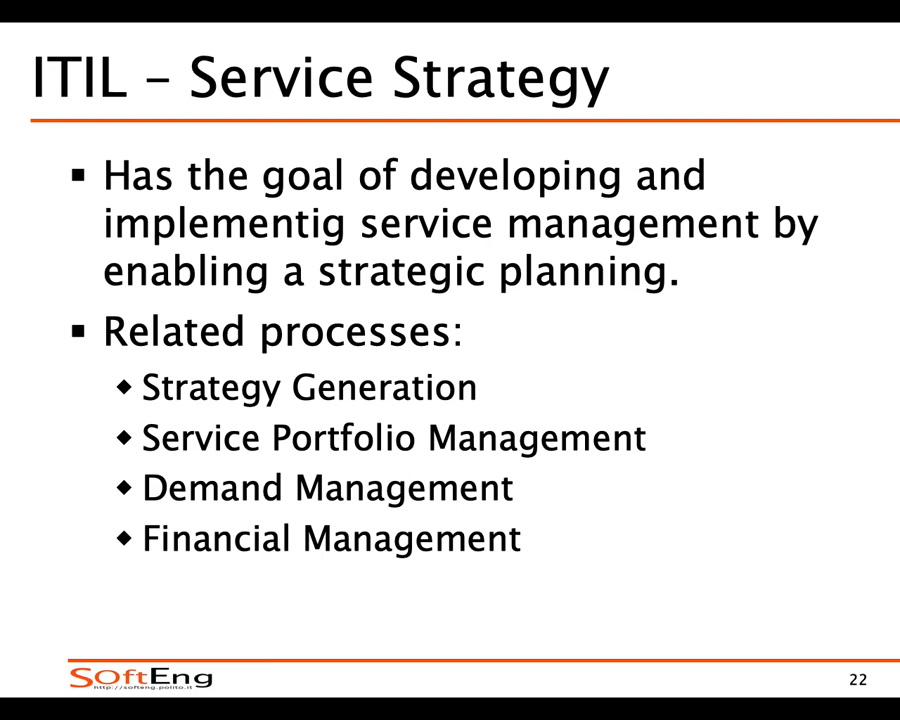 ITIL – Service Strategy
▪ Has the goal of developing and
implementig service management by
enabling a strategic planning.
▪ Related processes:
◆ Strategy Generation
◆ Service Portfolio Management
◆ Demand Management
◆ Financial Management
SOftEng
http://softeng.polito.it
22